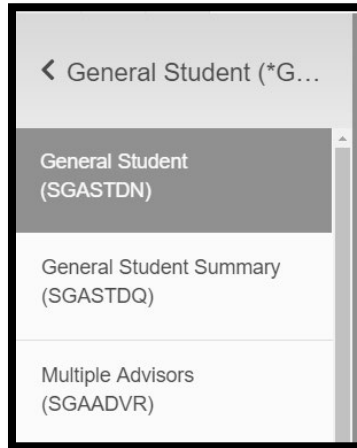 General Student (*G...
General Student
(SGASTDN)
General Student Summary
(SGASTDQ)
Multiple Advisors
(SGAADVR)